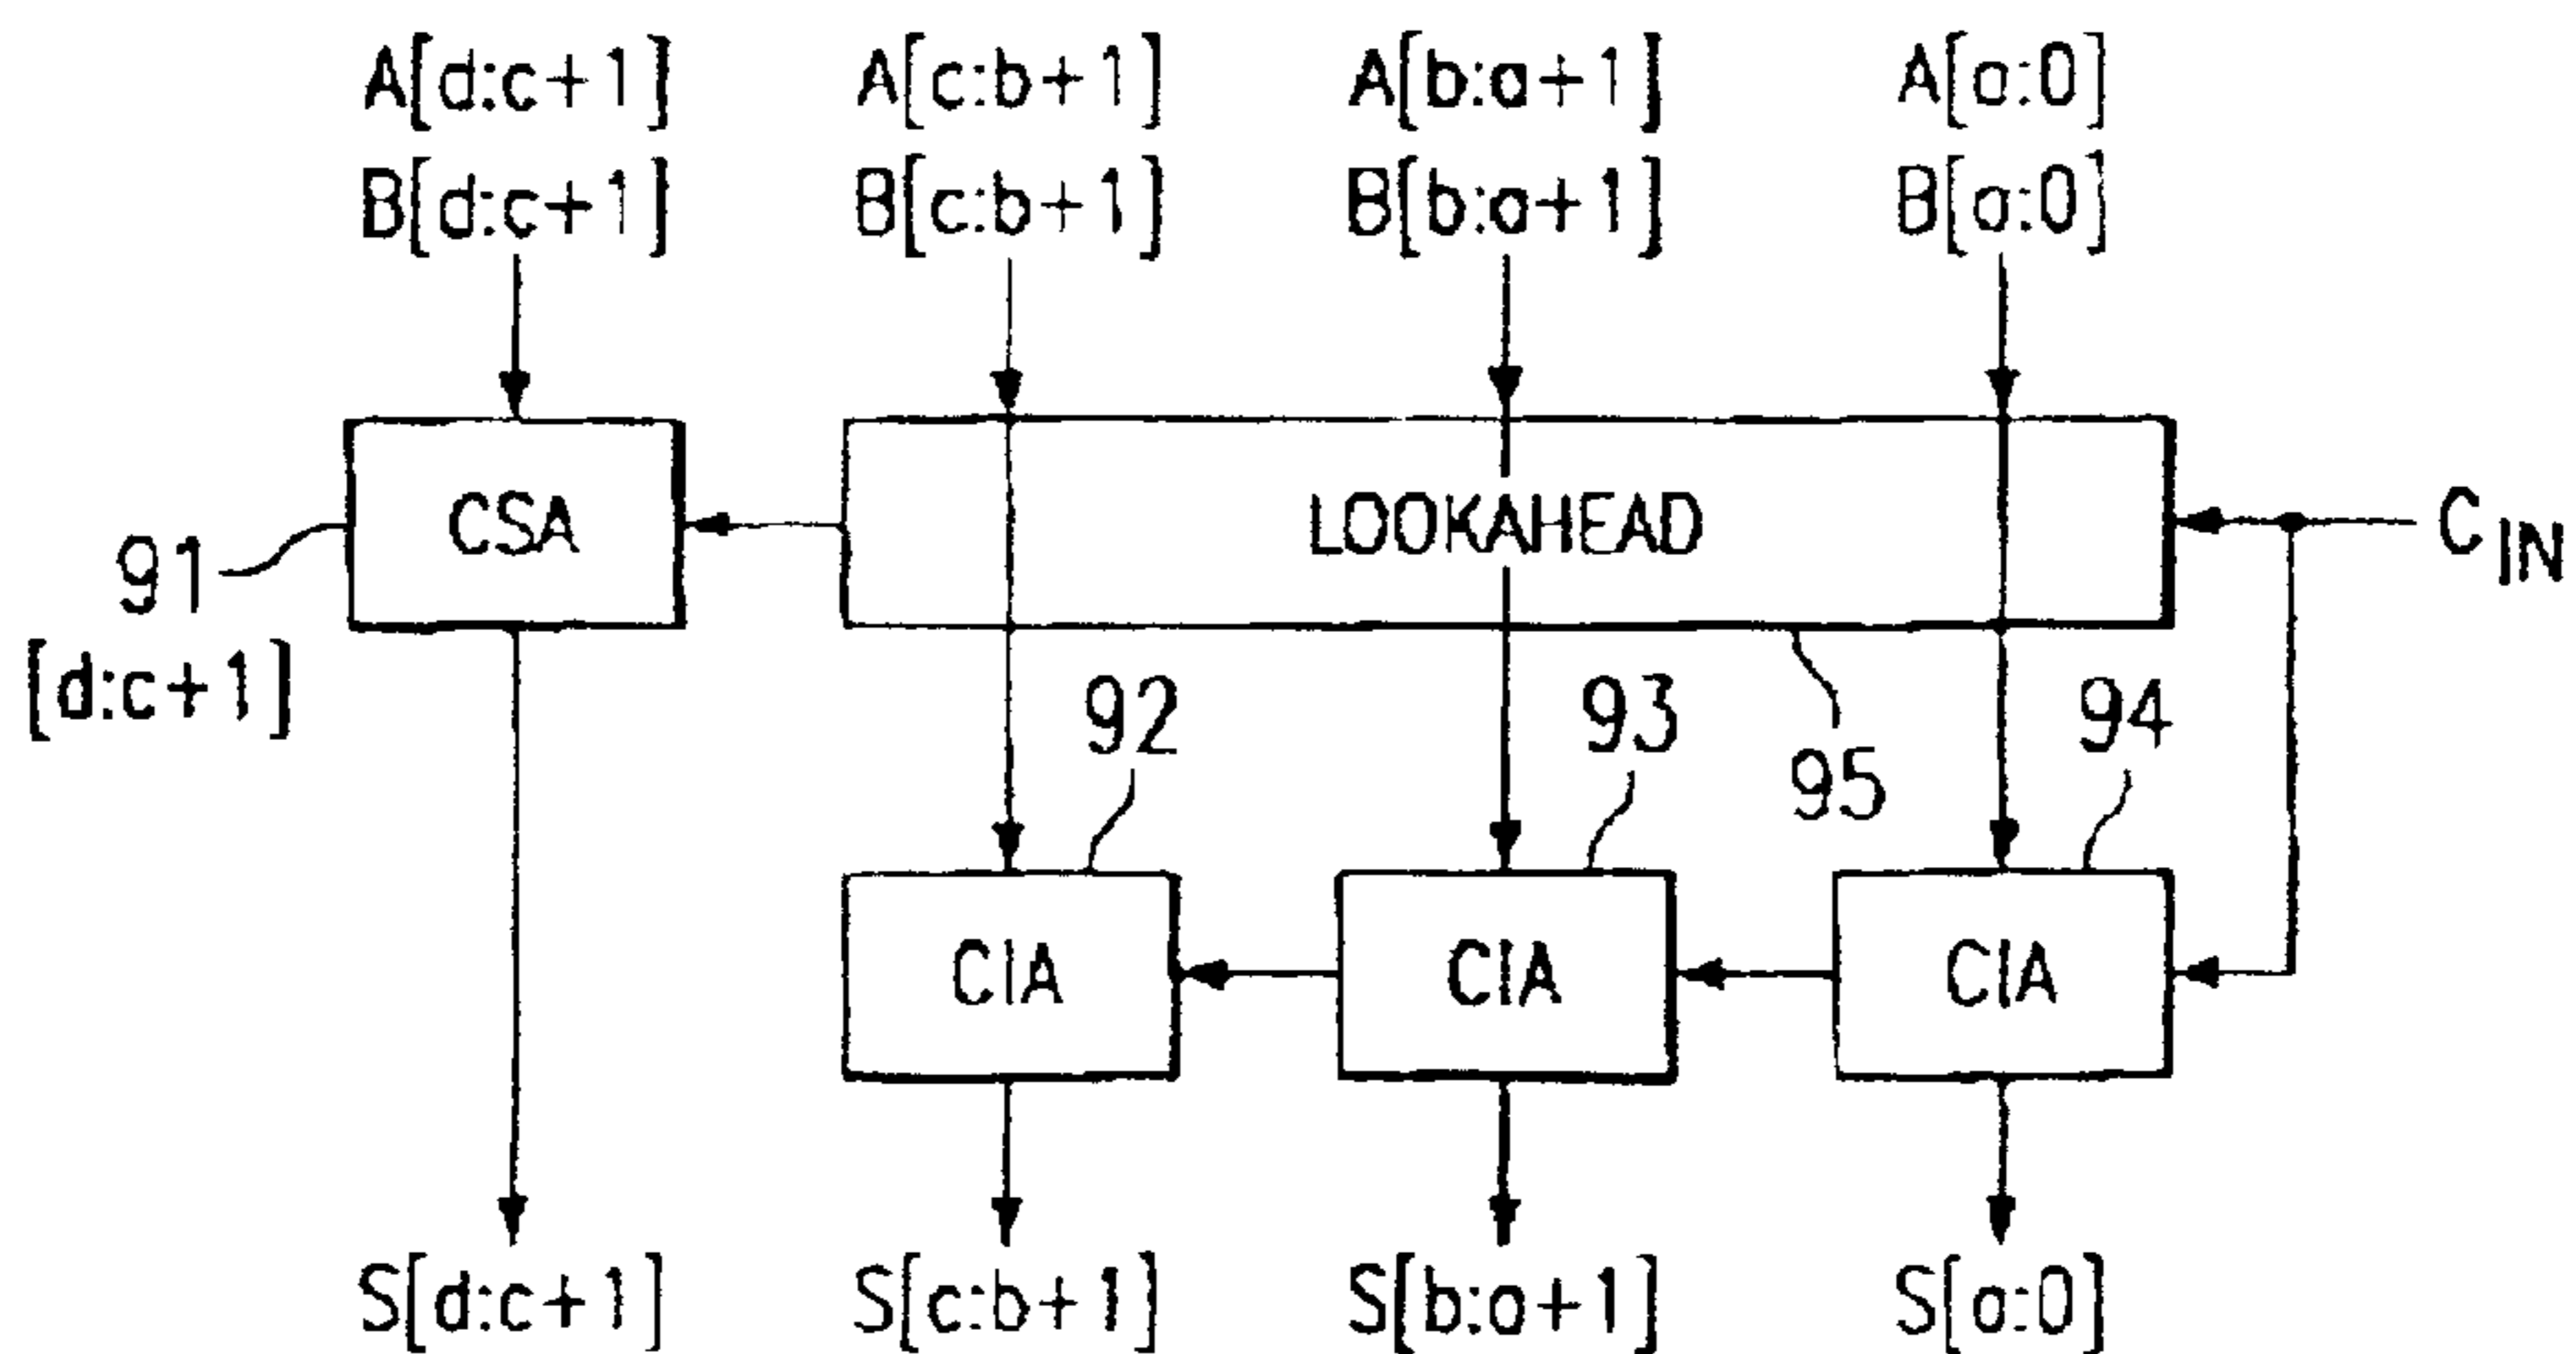 A[d:c+1] A[c:b+1] A[b:a+1] A[a:0]
B[d:c+1] B[c:b+1] B[b:a+1] B[a:0]
CSA LOOKAHEAD C IN
91
[d:c+1]
92 93 94
95
CIA CIA CIA
S[d:c+1] S[c:b+1] S[b:a+1] S[a:0]